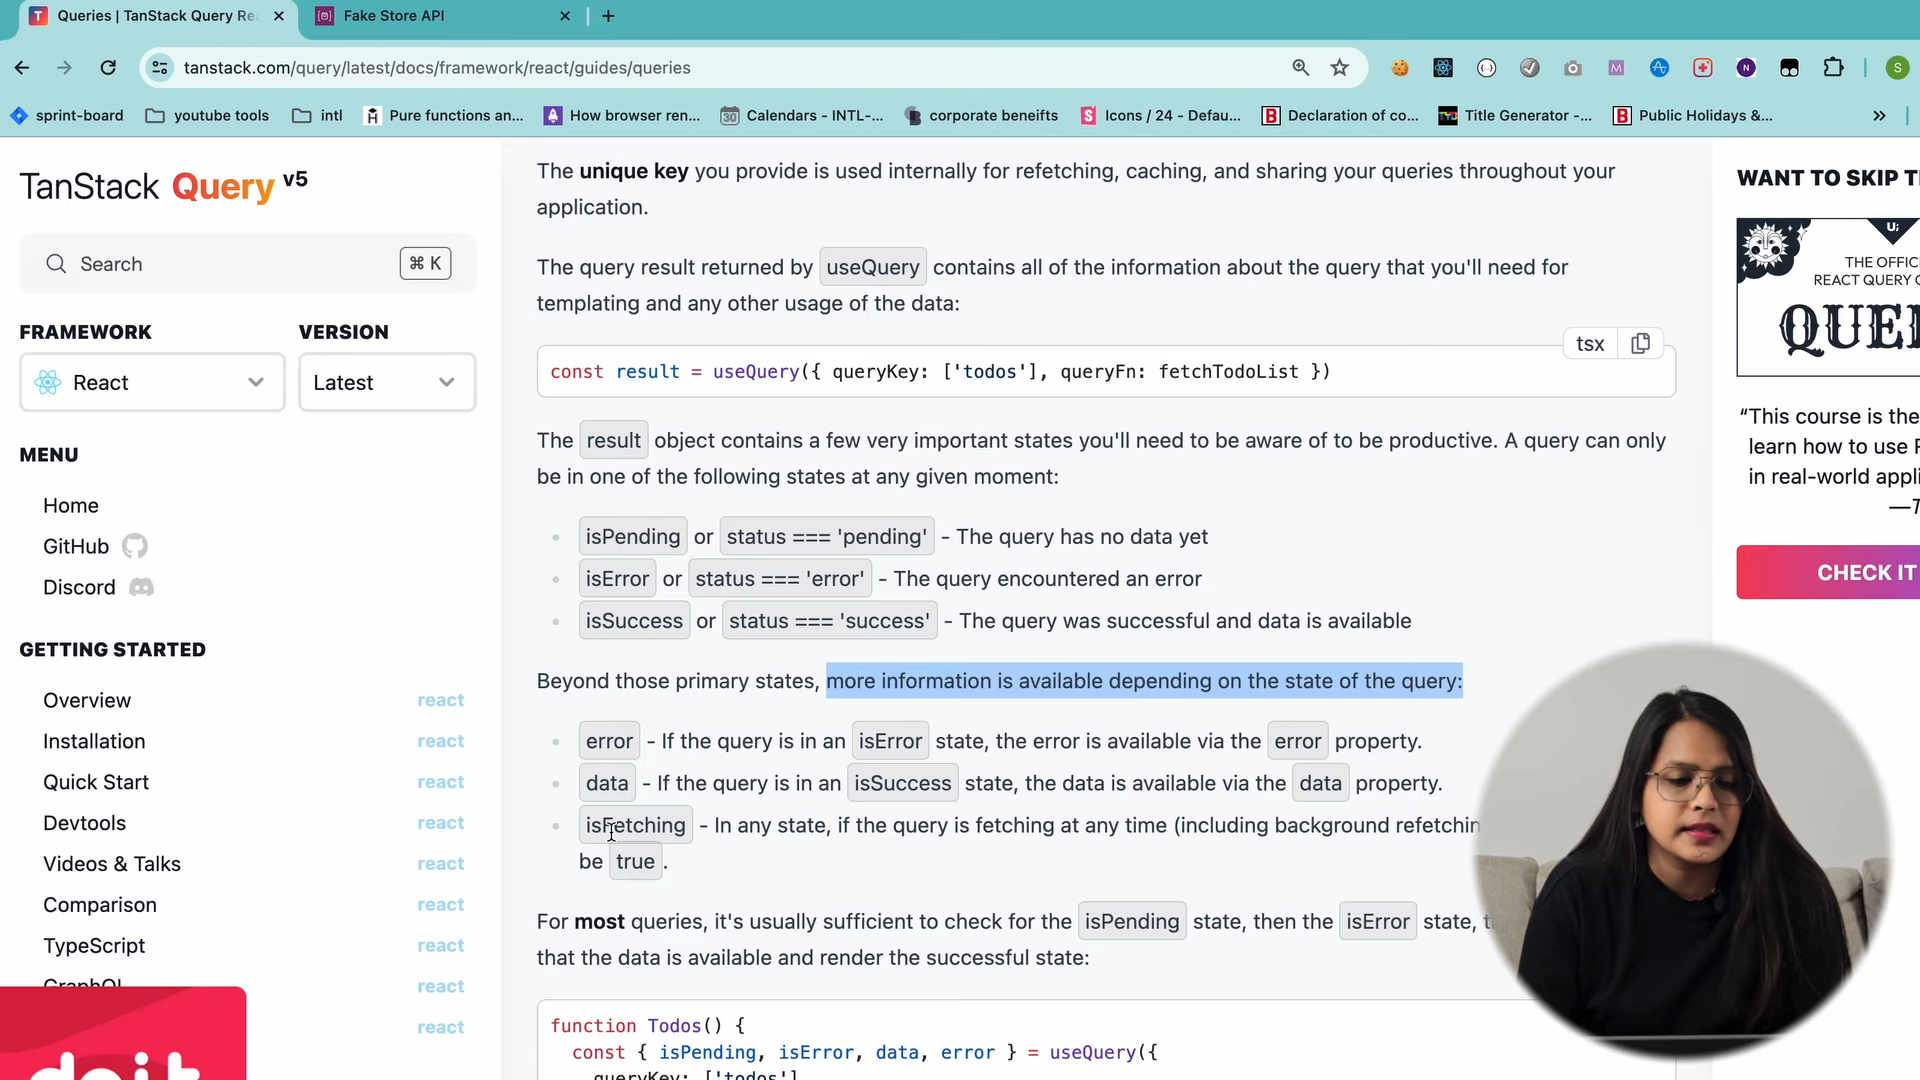 Queries | TanStack Query Rea
Fake Store API
tanstack.com/query/latest/docs/framework/react/guides/queries
S
sprint-board
youtube tools
intl
Pure functions an...
How browser ren...
Calendars - INTL-...
corporate beneifts
Icons / 24 - Defau...
Declaration of co...
Title Generator -...
Public Holidays &...
TanStack Query v5
Search
⌘ K
FRAMEWORK
VERSION
React
Latest
MENU
Home
GitHub
Discord
GETTING STARTED
Overview react
Installation react
Quick Start react
Devtools react
Videos & Talks react
Comparison react
TypeScript react
GraphQL react
react
The unique key you provide is used internally for refetching, caching, and sharing your queries throughout your
application.
The query result returned by useQuery contains all of the information about the query that you'll need for
templating and any other usage of the data:
tsx
const result = useQuery({ queryKey: ['todos'], queryFn: fetchTodoList })
The result object contains a few very important states you'll need to be aware of to be productive. A query can only
be in one of the following states at any given moment:
isPending or status === 'pending' - The query has no data yet
isError or status === 'error' - The query encountered an error
isSuccess or status === 'success' - The query was successful and data is available
Beyond those primary states, more information is available depending on the state of the query:
error - If the query is in an isError state, the error is available via the error property.
data - If the query is in an isSuccess state, the data is available via the data property.
isFetching - In any state, if the query is fetching at any time (including background refetchin
be true.
For most queries, it's usually sufficient to check for the isPending state, then the isError state,
that the data is available and render the successful state:
function Todos() {
const { isPending, isError, data, error } = useQuery({
queryKey: ['todos']
WANT TO SKIP T
ui
THE OFFIC
REACT QUERY C
QUE
“This course is the
learn how to use R
in real-world appli
—T
CHECK IT